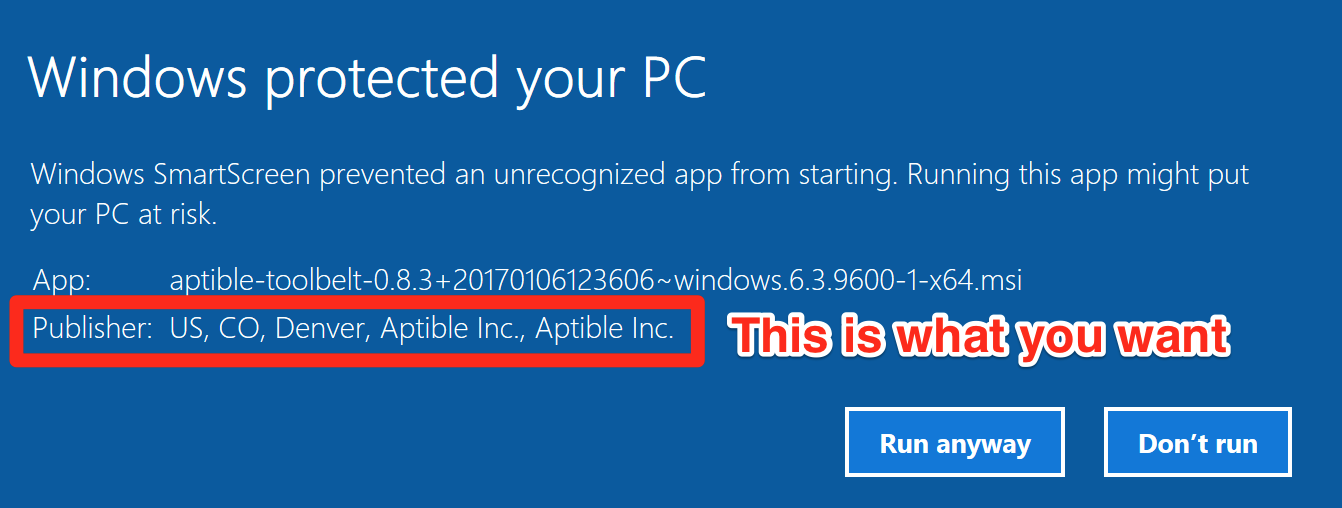 Windows protected your PC
Windows SmartScreen prevented an unrecognized app from starting. Running this app might put
your PC at risk.
App: aptible-toolbelt-0.8.3+20170106123606~windows.6.3.9600-1-x64.msi
Publisher: US, CO, Denver, Aptible Inc., Aptible Inc.
This is what you want
Run anyway
Don't run